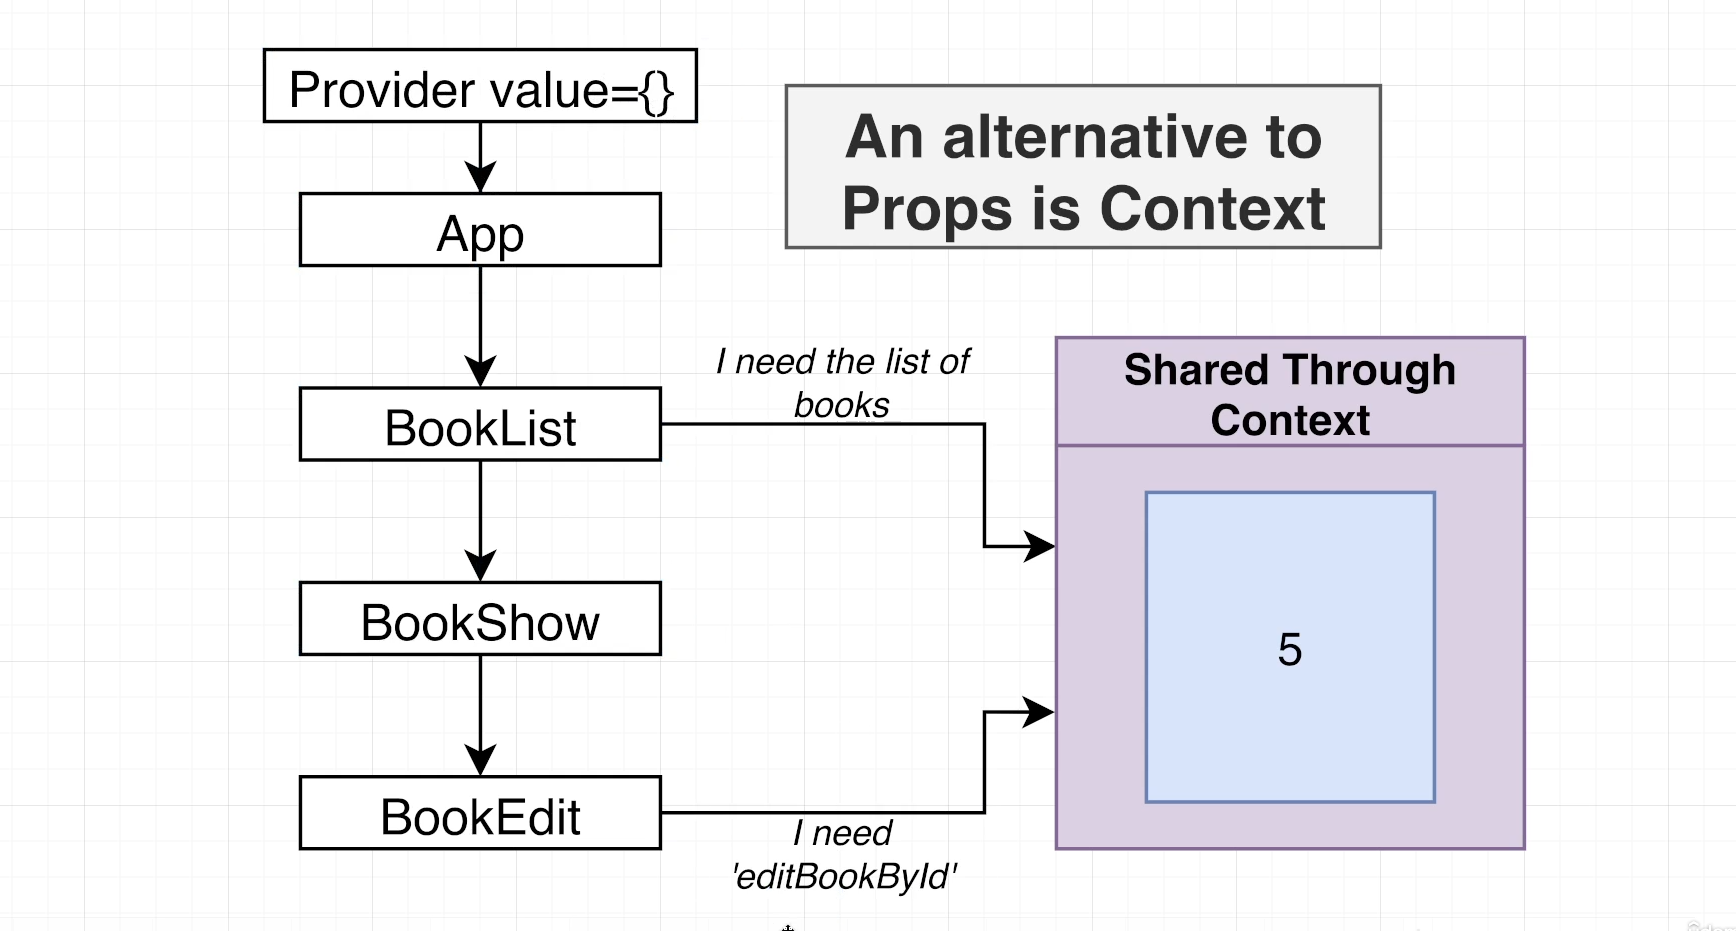 Provider value={}
An alternative to
Props is Context
App
I need the list of
books
Shared Through
Context
BookList
BookShow
5
BookEdit
I need
'editBookById'